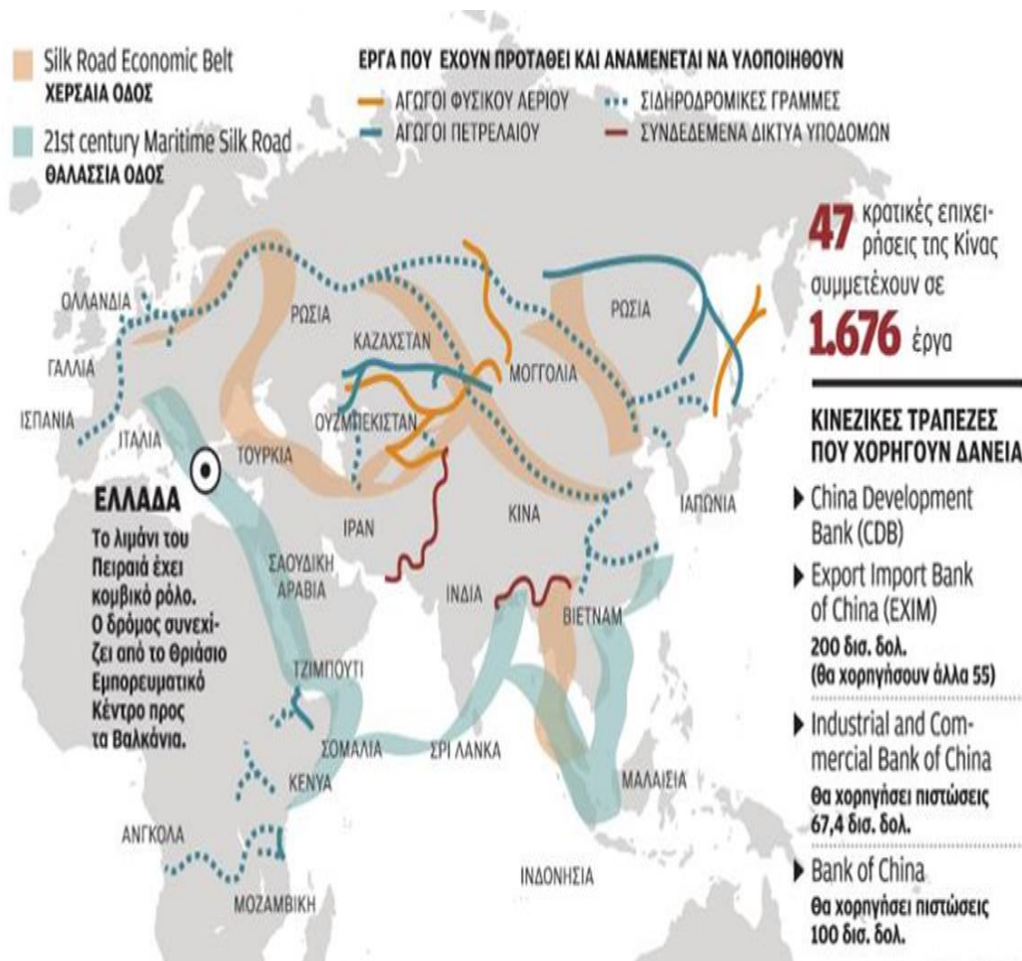 Silk Road Economic Belt
ΧΕΡΣΑΙΑ ΟΔΟΣ
21st century Maritime Silk Road
ΘΑΛΑΣΣΙΑ ΟΔΟΣ
ΕΡΓΑ ΠΟΥ ΕΧΟΥΝ ΠΡΟΤΑΘΕΙ ΚΑΙ ΑΝΑΜΕΝΕΤΑΙ ΝΑ ΥΛΟΠΟΙΗΘΟΥΝ
ΑΓΩΓΟΙ ΦΥΣΙΚΟΥ ΑΕΡΙΟΥ
ΣΙΔΗΡΟΔΡΟΜΙΚΕΣ ΓΡΑΜΜΕΣ
ΑΓΩΓΟΙ ΠΕΤΡΕΛΑΙΟΥ
ΣΥΝΔΕΔΕΜΕΝΑ ΔΙΚΤΥΑ ΥΠΟΔΟΜΩΝ
ΟΛΛΑΝΔΙΑ
ΓΑΛΛΙΑ
ΙΣΠΑΝΙΑ
ΙΤΑΛΙΑ
ΡΩΣΙΑ
ΚΑΖΑΧΣΤΑΝ
ΟΥΖΜΠΕΚΙΣΤΑΝ
ΤΟΥΡΚΙΑ
ΜΟΓΓΟΛΙΑ
ΡΩΣΙΑ
ΙΑΠΩΝΙΑ
ΚΙΝΑ
ΙΡΑΝ
ΣΑΟΥΔΙΚΗ
ΑΡΑΒΙΑ
ΙΝΔΙΑ
ΒΙΕΤΝΑΜ
ΤΖΙΜΠΟΥΤΙ
ΣΟΜΑΛΙΑ
ΣΡΙ ΛΑΝΚΑ
ΚΕΝΥΑ
ΜΑΛΑΙΣΙΑ
ΑΝΓΚΟΛΑ
ΜΟΖΑΜΒΙΚΗ
ΙΝΔΟΝΗΣΙΑ
ΕΛΛΑΔΑ
Το λιμάνι του
Πειραιά έχει
κομβικό ρόλο.
Ο δρόμος συνεχί-
ζει από το Θριάσιο
Εμπορευματικό
Κέντρο προς
τα Βαλκάνια.
47 κρατικές επιχει-
ρήσεις της Κίνας
συμμετέχουν σε
1.676 έργα
ΚΙΝΕΖΙΚΕΣ ΤΡΑΠΕΖΕΣ
ΠΟΥ ΧΟΡΗΓΟΥΝ ΔΑΝΕΙΑ
China Development
Bank (CDB)
Export Import Bank
of China (EXIM)
200 δισ. δολ.
(θα χορηγήσουν άλλα 55)
Industrial and Com-
mercial Bank of China
Θα χορηγήσει πιστώσεις
67,4 δισ. δολ.
Bank of China
Θα χορηγήσει πιστώσεις
100 δισ. δολ.